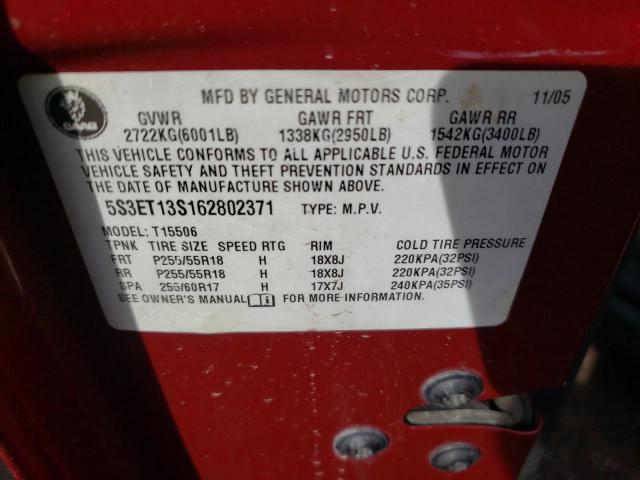 SAAB
MFD BY GENERAL MOTORS CORP. 11/05
GVWR GAWR FRT GAWR RR
2722KG(6001LB) 1338KG(2950LB) 1542KG(3400LB)
THIS VEHICLE CONFORMS TO ALL APPLICABLE U.S. FEDERAL MOTOR
VEHICLE SAFETY AND THEFT PREVENTION STANDARDS IN EFFECT ON
THE DATE OF MANUFACTURE SHOWN ABOVE.
5S3ET13S162802371 TYPE: M.P.V.
MODEL: T15506
TPNK TIRE SIZE SPEED RTG RIM COLD TIRE PRESSURE
FRT P255/55R18 H 18X8J 220KPA(32PSI)
RR P255/55R18 H 18X8J 220KPA(32PSI)
SPA 255/60R17 H 17X7J 240KPA(35PSI)
SEE OWNER'S MANUAL FOR MORE INFORMATION.